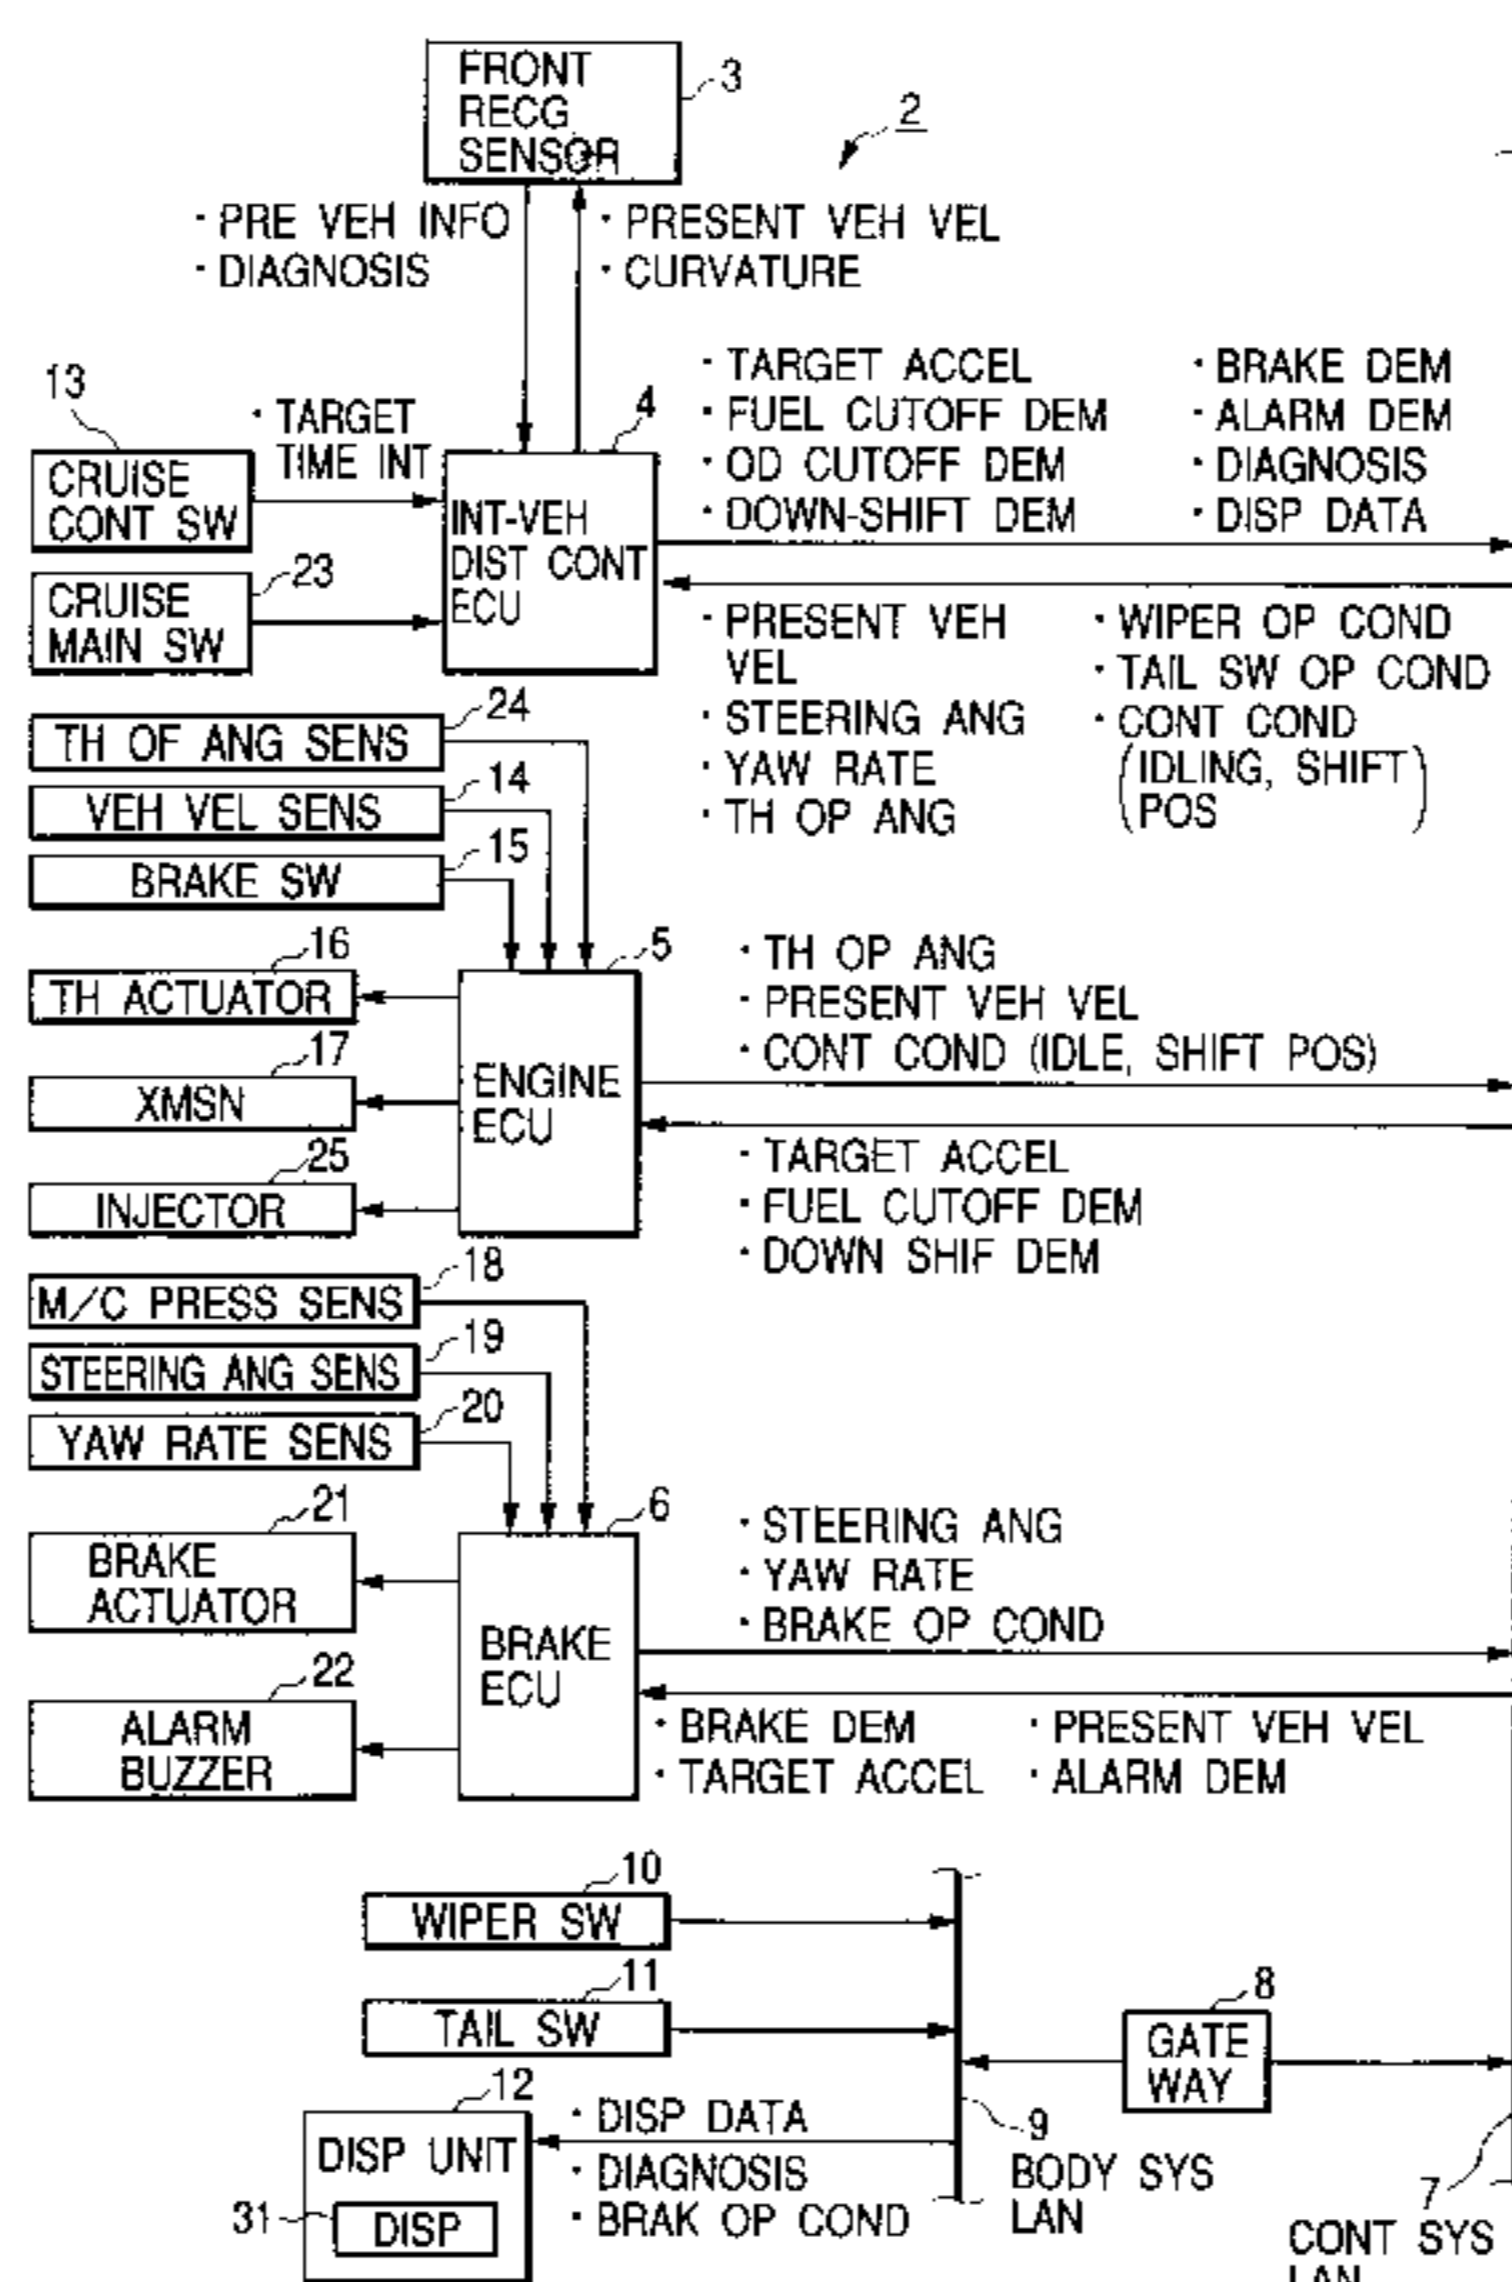 FRONT
RECG
SENSOR
3
2
· PRE VEH INFO
· DIAGNOSIS
· PRESENT VEH VEL
· CURVATURE
13
· TARGET
TIME INT
4
CRUISE
CONT SW
INT-VEH
DIST CONT
ECU
· TARGET ACCEL
· FUEL CUTOFF DEM
· OD CUTOFF DEM
· DOWN-SHIFT DEM
· BRAKE DEM
· ALARM DEM
· DIAGNOSIS
· DISP DATA
23
CRUISE
MAIN SW
· PRESENT VEH
VEL
· STEERING ANG
· YAW RATE
· TH OP ANG
· WIPER OP COND
· TAIL SW OP COND
· CONT COND
(IDLING, SHIFT
POS)
24
TH OF ANG SENS
14
VEH VEL SENS
15
BRAKE SW
16
TH ACTUATOR
17
XMSN
25
INJECTOR
5
ENGINE
ECU
· TH OP ANG
· PRESENT VEH VEL
· CONT COND (IDLE, SHIFT POS)
· TARGET ACCEL
· FUEL CUTOFF DEM
· DOWN SHIF DEM
18
M/C PRESS SENS
19
STEERING ANG SENS
20
YAW RATE SENS
21
BRAKE
ACTUATOR
22
ALARM
BUZZER
6
BRAKE
ECU
· STEERING ANG
· YAW RATE
· BRAKE OP COND
· BRAKE DEM
· TARGET ACCEL
· PRESENT VEH VEL
· ALARM DEM
10
WIPER SW
11
TAIL SW
8
GATE
WAY
12
DISP UNIT
31
DISP
· DISP DATA
· DIAGNOSIS
· BRAK OP COND
9
BODY SYS
LAN
7
CONT SYS
LAN